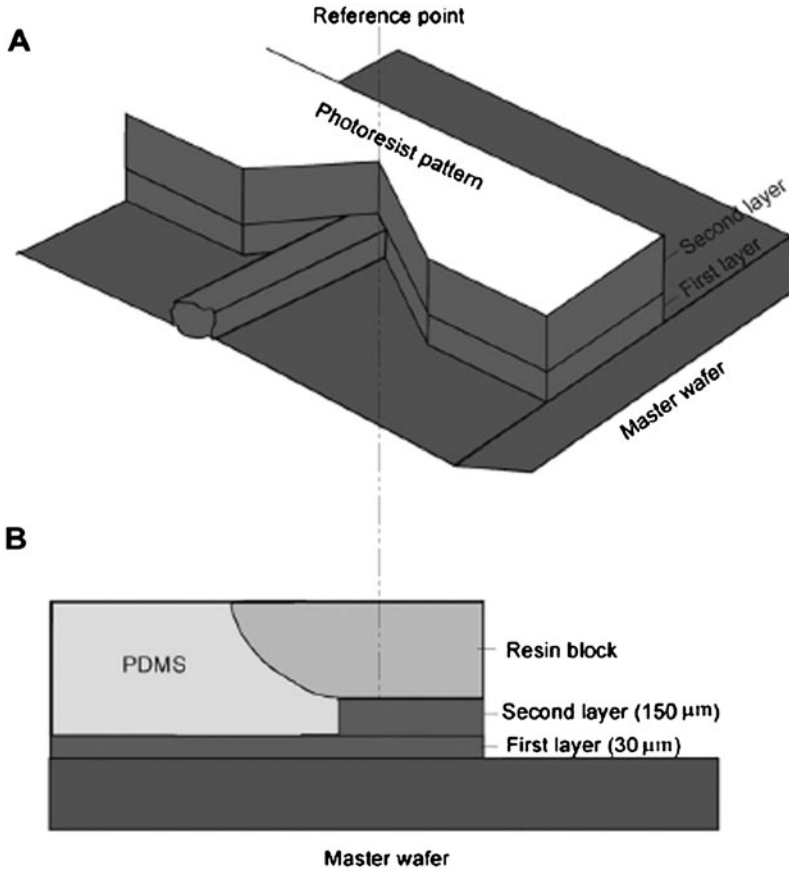 Reference point
A
Photoresist pattern
Second layer
First layer
Master wafer
B
PDMS
Resin block
Second layer (150 μm)
First layer (30 μm)
Master wafer